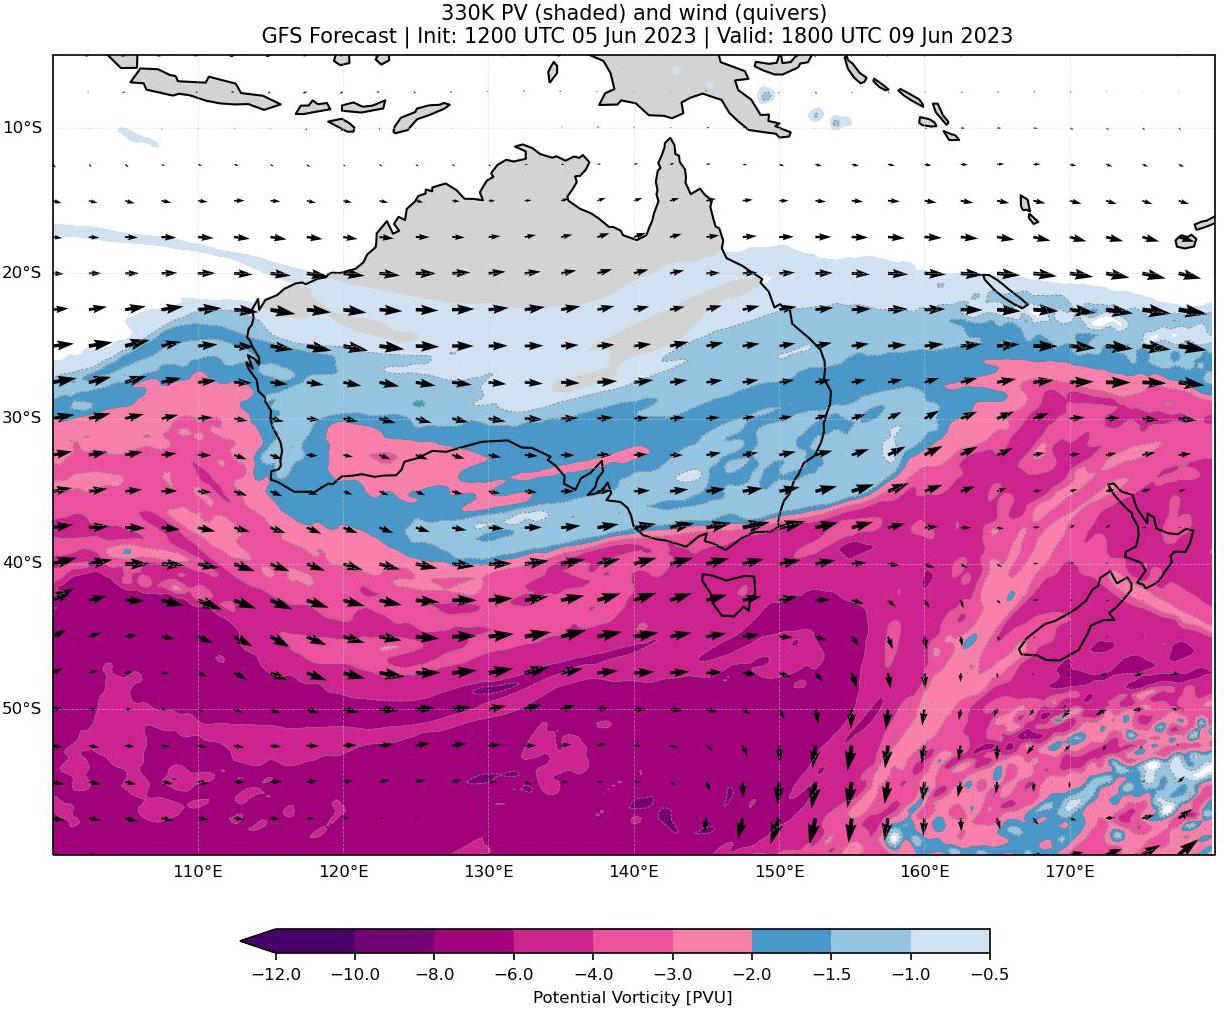 330K PV (shaded) and wind (quivers)
GFS Forecast | Init: 1200 UTC 05 Jun 2023 | Valid: 1800 UTC 09 Jun 2023
10°S
20°S
30°S
40°S
50°S
110°E 120°E 130°E 140°E 150°E 160°E 170°E
−12.0 −10.0 −8.0 −6.0 −4.0 −3.0 −2.0 −1.5 −1.0 −0.5
Potential Vorticity [PVU]